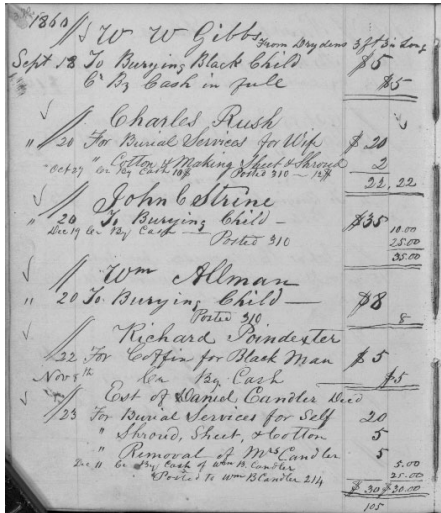 1860
W W Gibbs From Drydens 3 ft 3 in Long
Sept 18 To Burying Black Child $5
Cr By Cash in full $5
Charles Rush
" 20 For Burial Services for Wife $20
" Cotton & Making Sheet & Shroud 2
Oct 27 Cr By Cash Posted 310 22, 22
John C Strine
" 20 To Burying Child — $35
Dec 19 Cr By Cash — 10.00
Posted 310 25.00
35.00
Wm Allman
" 20 To Burying Child — $8
Posted 310 8
Richard Poindexter
" 22 For Coffin for Black Man $5
Nov 8th Cr By Cash $5
Est of Daniel Candler Decd
" 23 For Burial Services for Self 20
" Shroud, Sheet, & Cotton 5
" Removal of Mrs Candler 5
Dec 11 Cr By Cash of Wm B. Candler 5.00
Posted to Wm B Candler 214 25.00
$30 $30.00
105